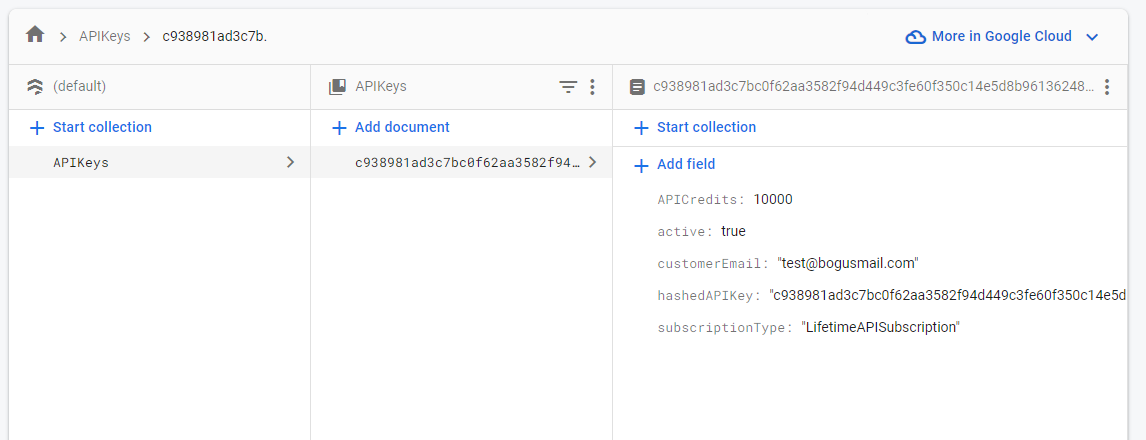 APIKeys
c938981ad3c7b.
More in Google Cloud
(default)
APIKeys
c938981ad3c7bc0f62aa3582f94d449c3fe60f350c14e5d8b96136248…
Start collection
Add document
Start collection
APIKeys
c938981ad3c7bc0f62aa3582f94…
Add field
APICredits: 10000
active: true
customerEmail: "test@bogusmail.com"
hashedAPIKey: "c938981ad3c7bc0f62aa3582f94d449c3fe60f350c14e5d
subscriptionType: "LifetimeAPISubscription"